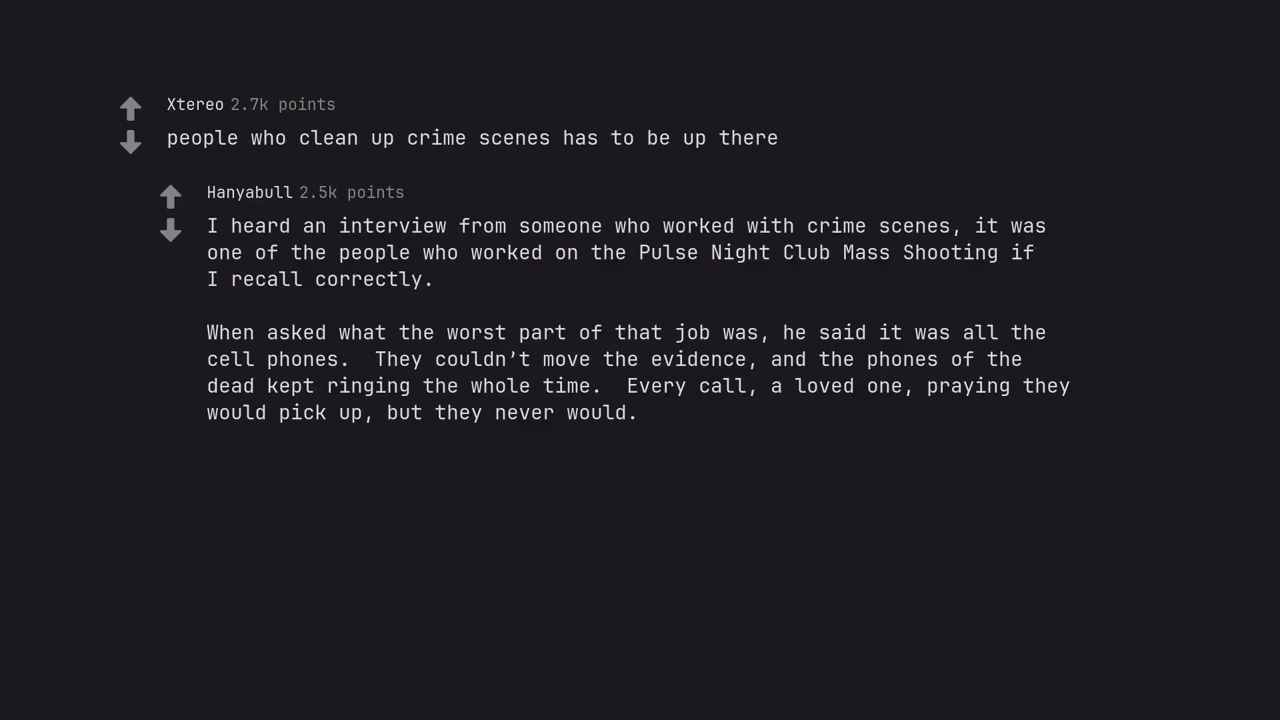 Xtereo 2.7k points
people who clean up crime scenes has to be up there
Hanyabull 2.5k points
I heard an interview from someone who worked with crime scenes, it was
one of the people who worked on the Pulse Night Club Mass Shooting if
I recall correctly.
When asked what the worst part of that job was, he said it was all the
cell phones.  They couldn’t move the evidence, and the phones of the
dead kept ringing the whole time.  Every call, a loved one, praying they
would pick up, but they never would.